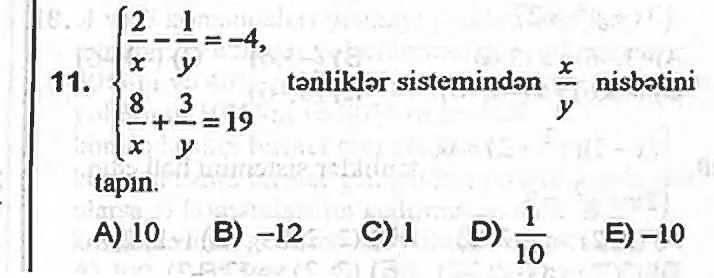 11. { 2/x − 1/y = −4,
8/x + 3/y = 19 tənliklər sistemindən x/y nisbətini
tapın.
A) 10 B) −12 C) 1 D) 1/10 E) −10